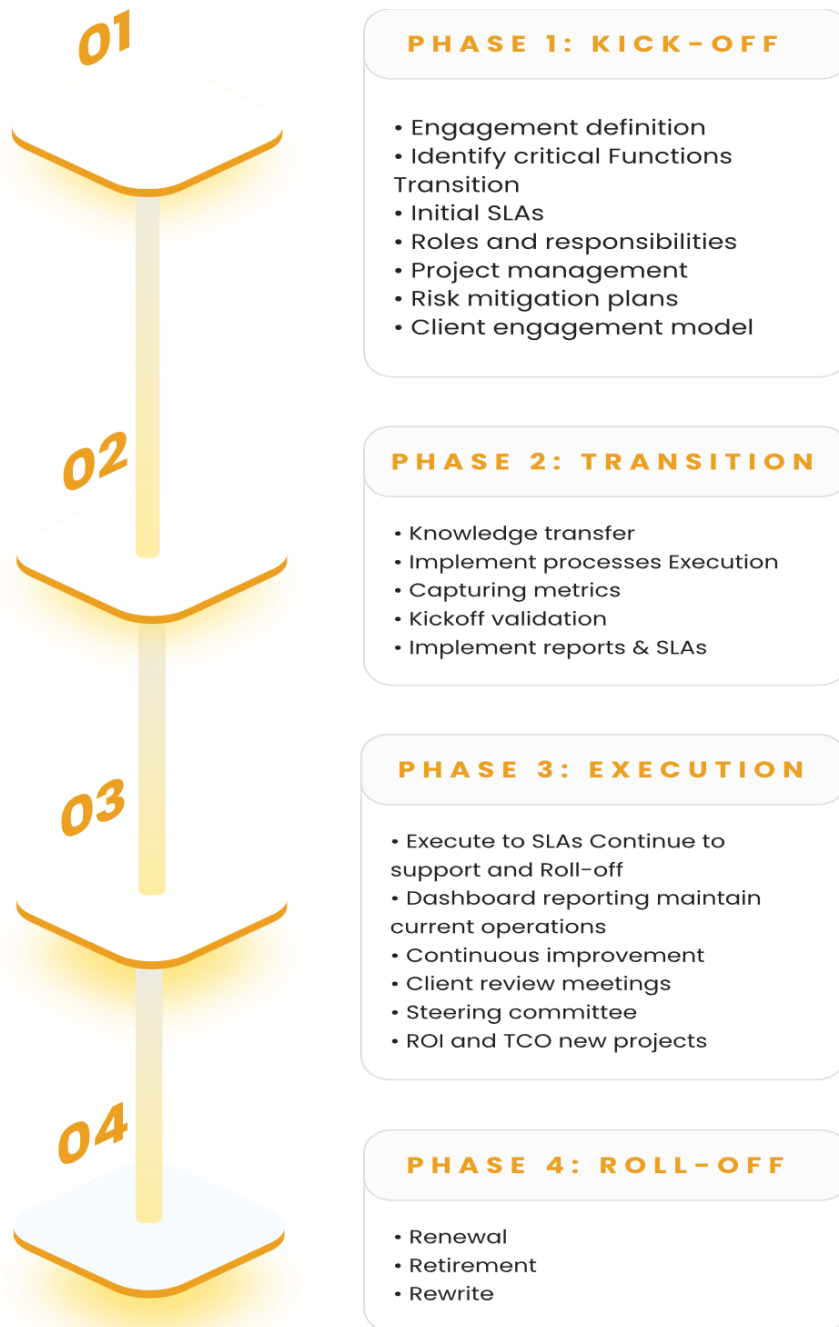 01
PHASE 1: KICK-OFF
• Engagement definition
• Identify critical Functions
Transition
• Initial SLAs
• Roles and responsibilities
• Project management
• Risk mitigation plans
• Client engagement model
02
PHASE 2: TRANSITION
• Knowledge transfer
• Implement processes Execution
• Capturing metrics
• Kickoff validation
• Implement reports & SLAs
03
PHASE 3: EXECUTION
• Execute to SLAs Continue to
support and Roll-off
• Dashboard reporting maintain
current operations
• Continuous improvement
• Client review meetings
• Steering committee
• ROI and TCO new projects
04
PHASE 4: ROLL-OFF
• Renewal
• Retirement
• Rewrite